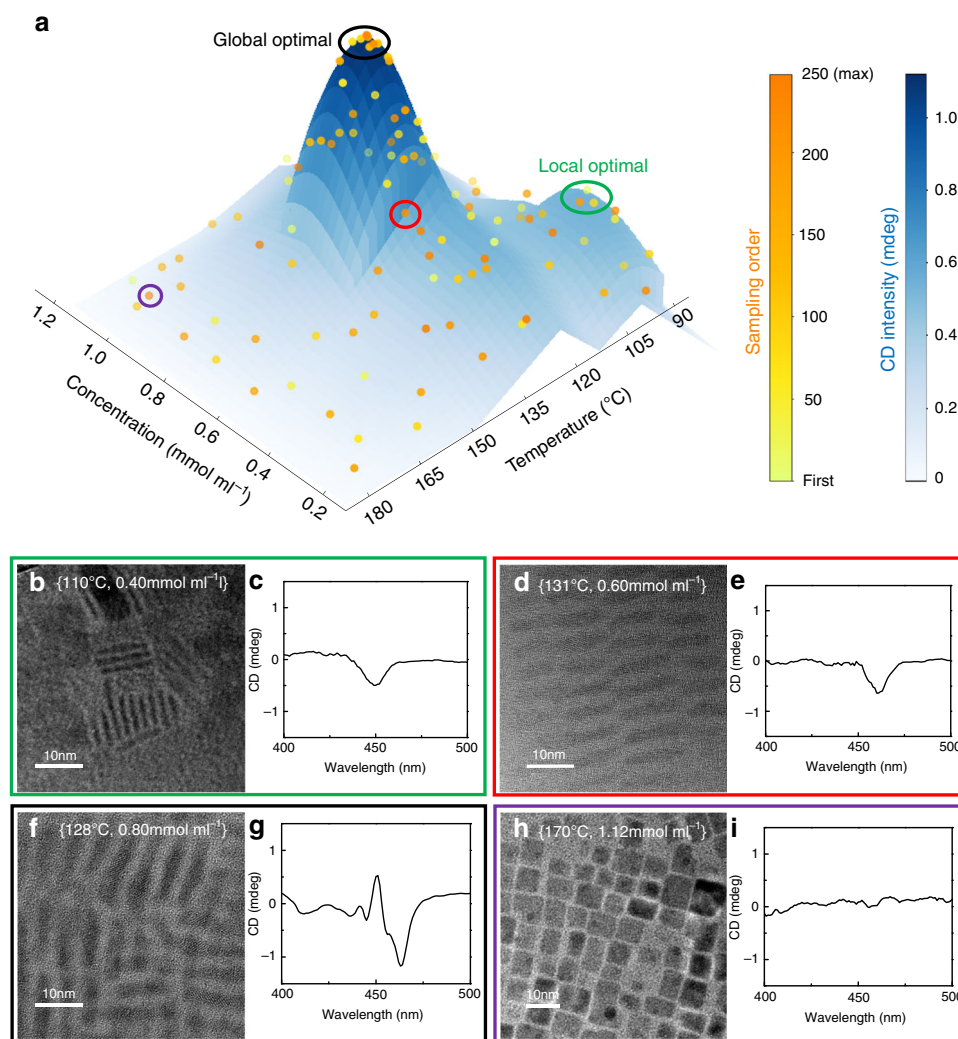 a
Global optimal
Local optimal
1.2
1.0
0.8
0.6
0.4
0.2
Concentration (mmol ml⁻¹)
180
165
150
135
120
105
90
Temperature (°C)
250 (max)
200
150
100
50
First
Sampling order
1.0
0.8
0.6
0.4
0.2
0
CD intensity (mdeg)
b {110°C, 0.40mmol ml⁻¹l}
10nm
c
1
0
−1
CD (mdeg)
400 450 500
Wavelength (nm)
d {131°C, 0.60mmol ml⁻¹}
10nm
e
1
0
−1
CD (mdeg)
400 450 500
Wavelength (nm)
f {128°C, 0.80mmol ml⁻¹}
10nm
g
1
0
−1
CD (mdeg)
400 450 500
Wavelength (nm)
h {170°C, 1.12mmol ml⁻¹}
10nm
i
1
0
−1
CD (mdeg)
400 450 500
Wavelength (nm)